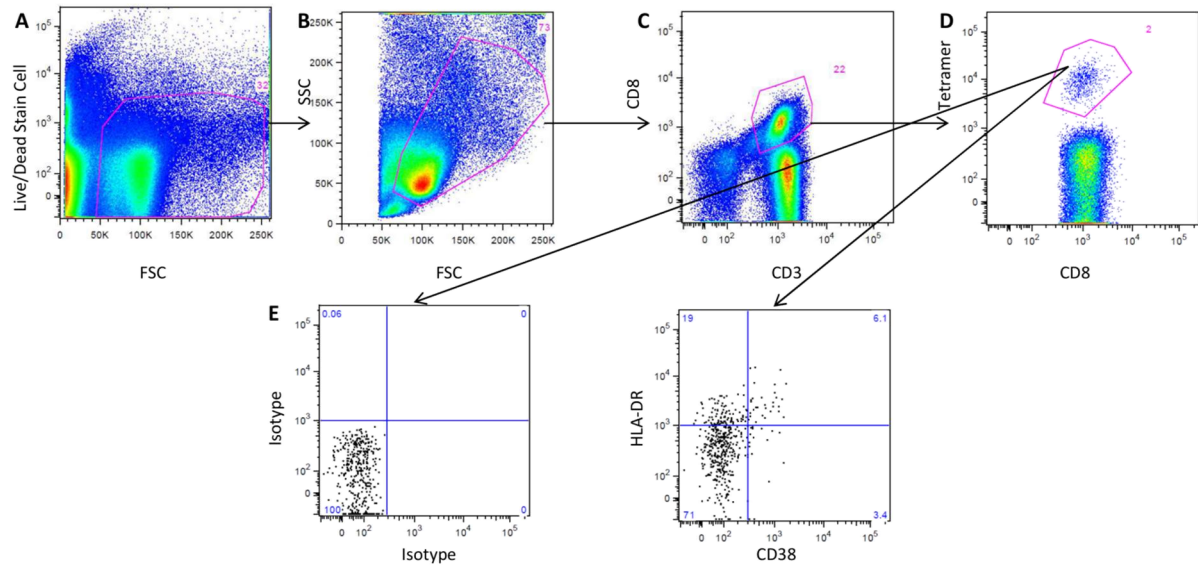 A
B
C
D
Live/Dead Stain Cell
10⁵
10⁴
10³
10²
0
32
0
50K
100K
150K
200K
250K
FSC
SSC
250K
200K
150K
100K
50K
0
73
50K
100K
150K
200K
250K
FSC
CD8
10⁵
10⁴
10³
10²
0
22
0
10²
10³
10⁴
10⁵
CD3
Tetramer
10⁵
10⁴
10³
10²
0
2
0
10²
10³
10⁴
10⁵
CD8
E
Isotype
10⁵
10⁴
10³
10²
0
0.06
0
100
0
0
10²
10³
10⁴
10⁵
Isotype
HLA-DR
10⁵
10⁴
10³
10²
0
19
6.1
71
3.4
0
10²
10³
10⁴
10⁵
CD38